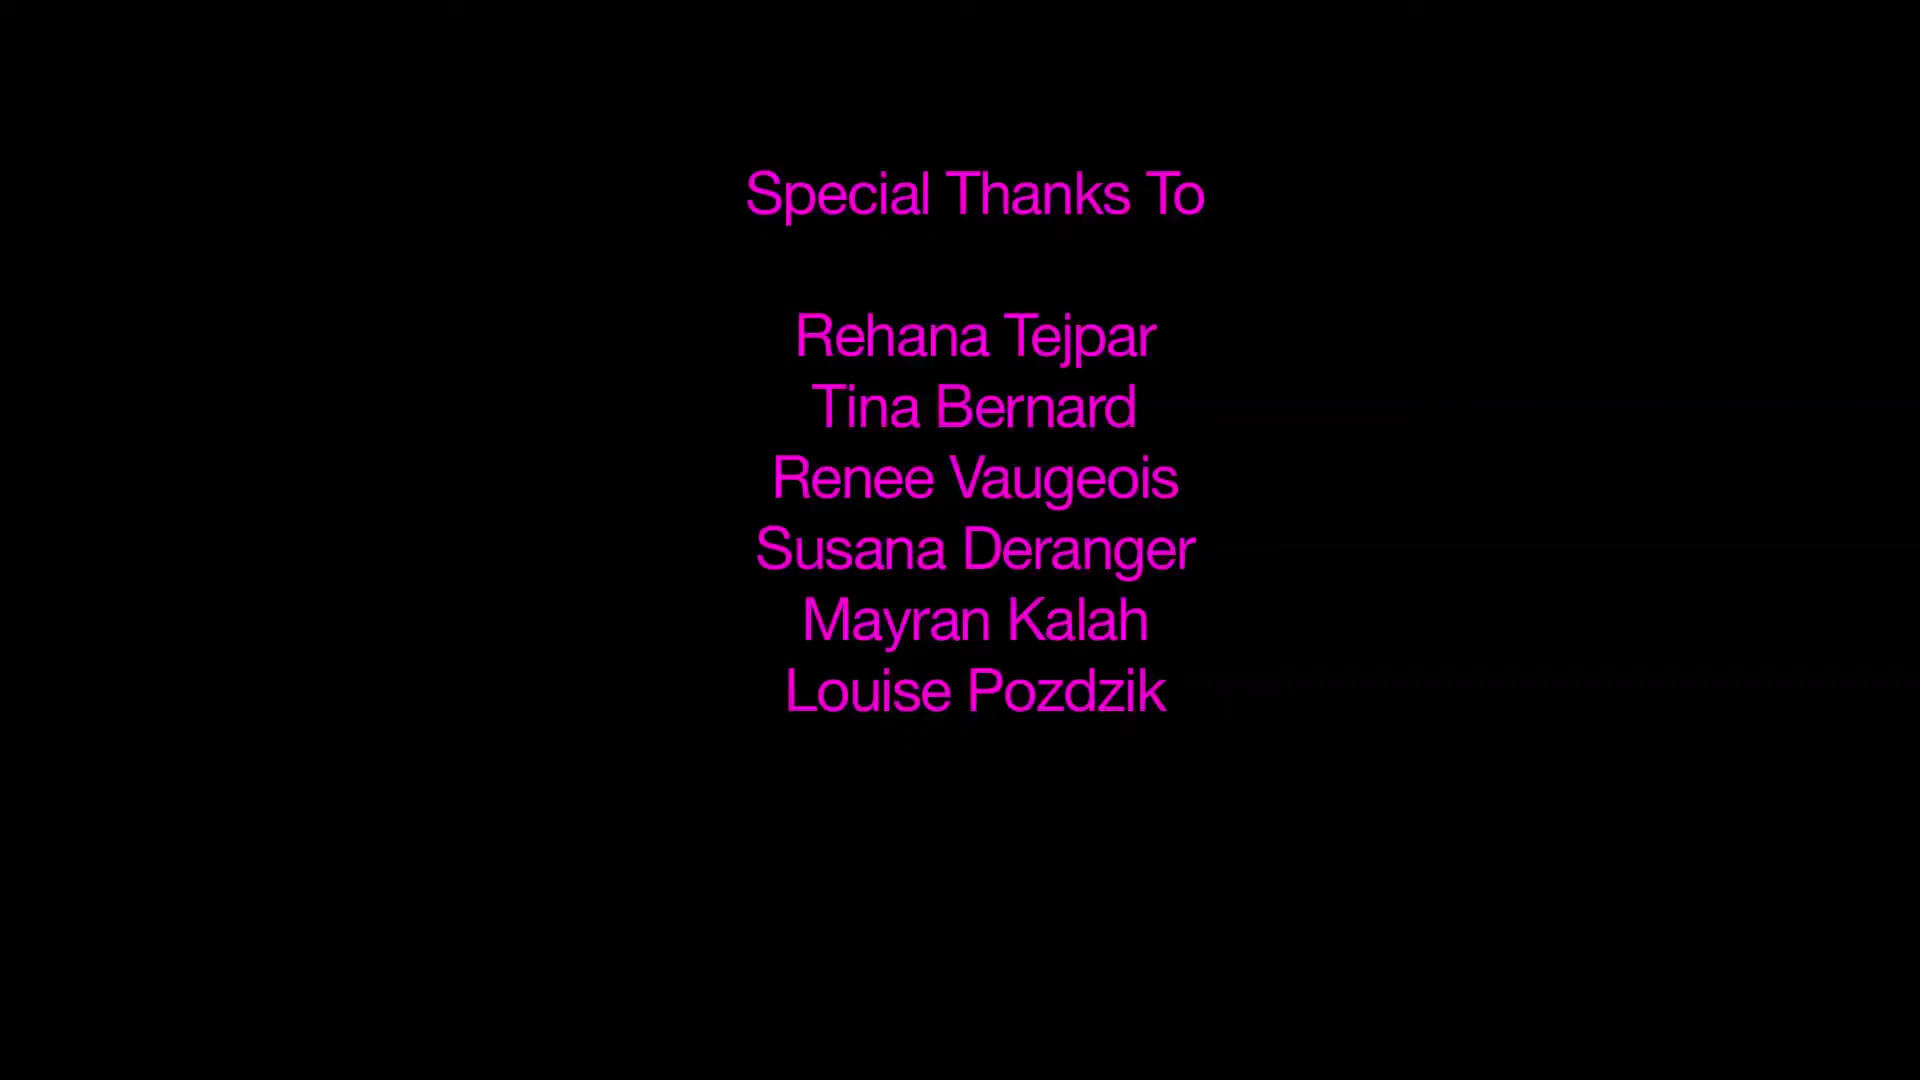 Special Thanks To
Rehana Tejpar
Tina Bernard
Renee Vaugeois
Susana Deranger
Mayran Kalah
Louise Pozdzik